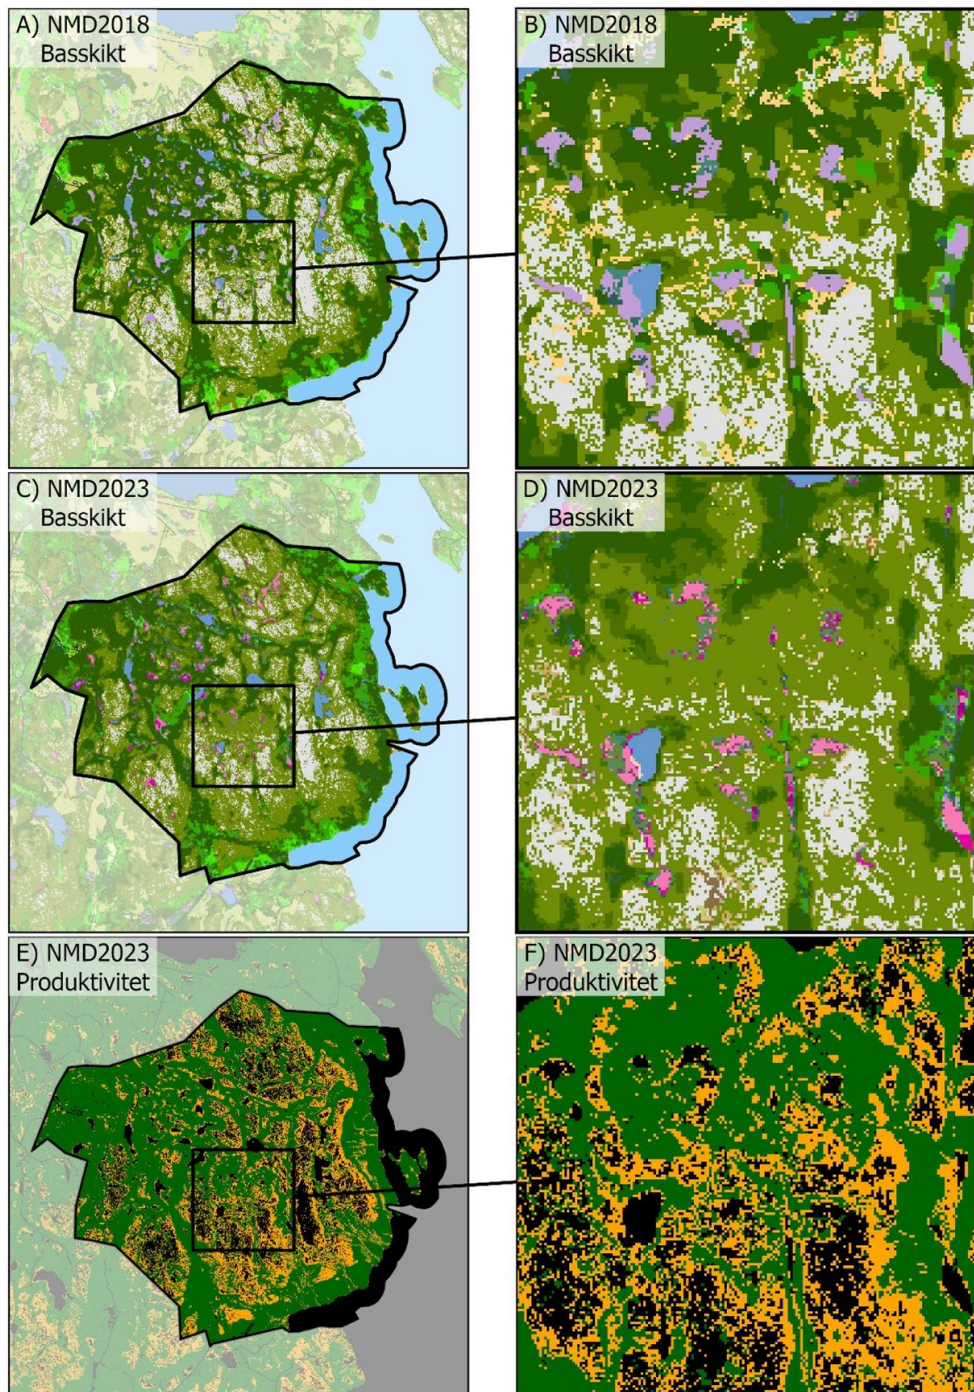 A) NMD2018
Basskikt
B) NMD2018
Basskikt
C) NMD2023
Basskikt
D) NMD2023
Basskikt
E) NMD2023
Produktivitet
F) NMD2023
Produktivitet